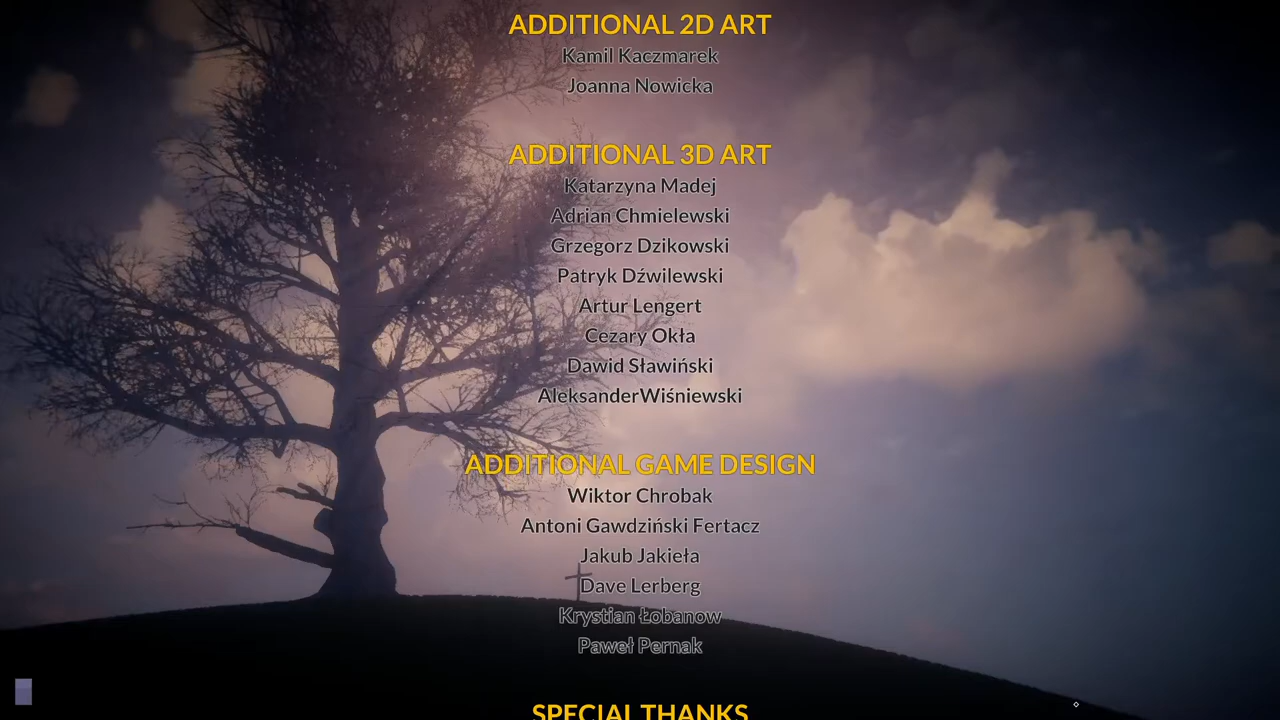 ADDITIONAL 2D ART
Kamil Kaczmarek
Joanna Nowicka
ADDITIONAL 3D ART
Katarzyna Madej
Adrian Chmielewski
Grzegorz Dzikowski
Patryk Dźwilewski
Artur Lengert
Cezary Okła
Dawid Sławiński
AleksanderWiśniewski
ADDITIONAL GAME DESIGN
Wiktor Chrobak
Antoni Gawdziński Fertacz
Jakub Jakieła
Dave Lerberg
Krystian Łobanow
Paweł Pernak
SPECIAL THANKS